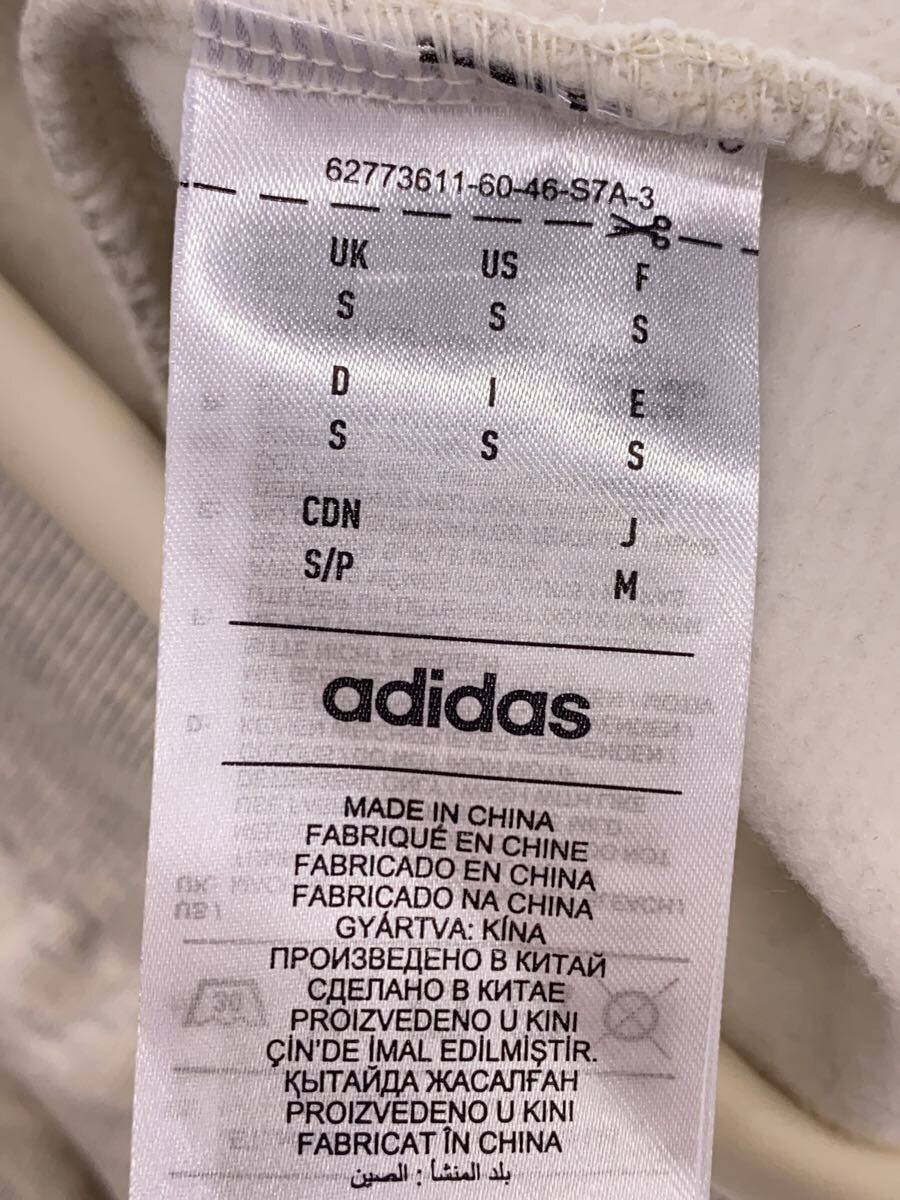 62773611-60-46-S7A-3
UK US F
S S S
D I E
S S S
CDN J
S/P M
adidas
MADE IN CHINA
FABRIQUÉ EN CHINE
FABRICADO EN CHINA
FABRICADO NA CHINA
GYÁRTVA: KÍNA
ПРОИЗВЕДЕНО В КИТАЙ
СДЕЛАНО В КИТАЕ
PROIZVEDENO U KINI
ÇİN'DE İMAL EDİLMİŞTİR.
ҚЫТАЙДА ЖАСАЛҒАН
PROIZVEDENO U KINI
FABRICAT ÎN CHINA
بلد المنشأ : الصين